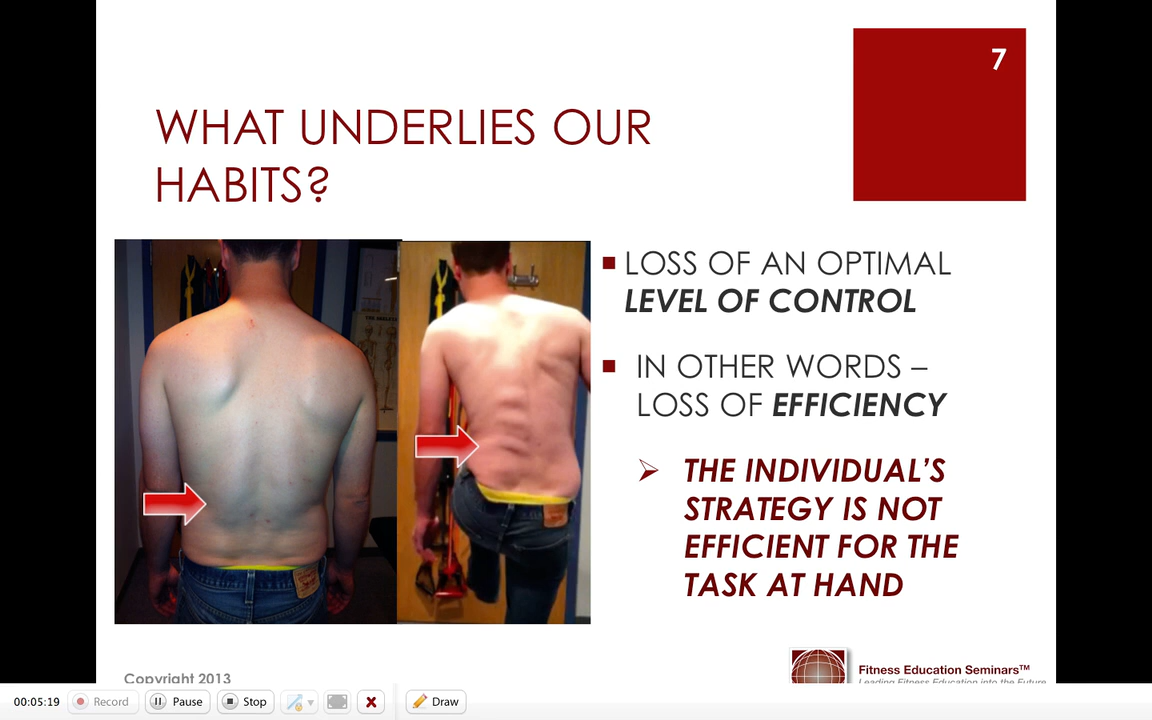 7
WHAT UNDERLIES OUR
HABITS?
LOSS OF AN OPTIMAL
LEVEL OF CONTROL
IN OTHER WORDS –
LOSS OF EFFICIENCY
THE INDIVIDUAL'S
STRATEGY IS NOT
EFFICIENT FOR THE
TASK AT HAND
Copyright 2013
Fitness Education Seminars™
Leading Fitness Education into the Future
00:05:19 Record Pause Stop Draw